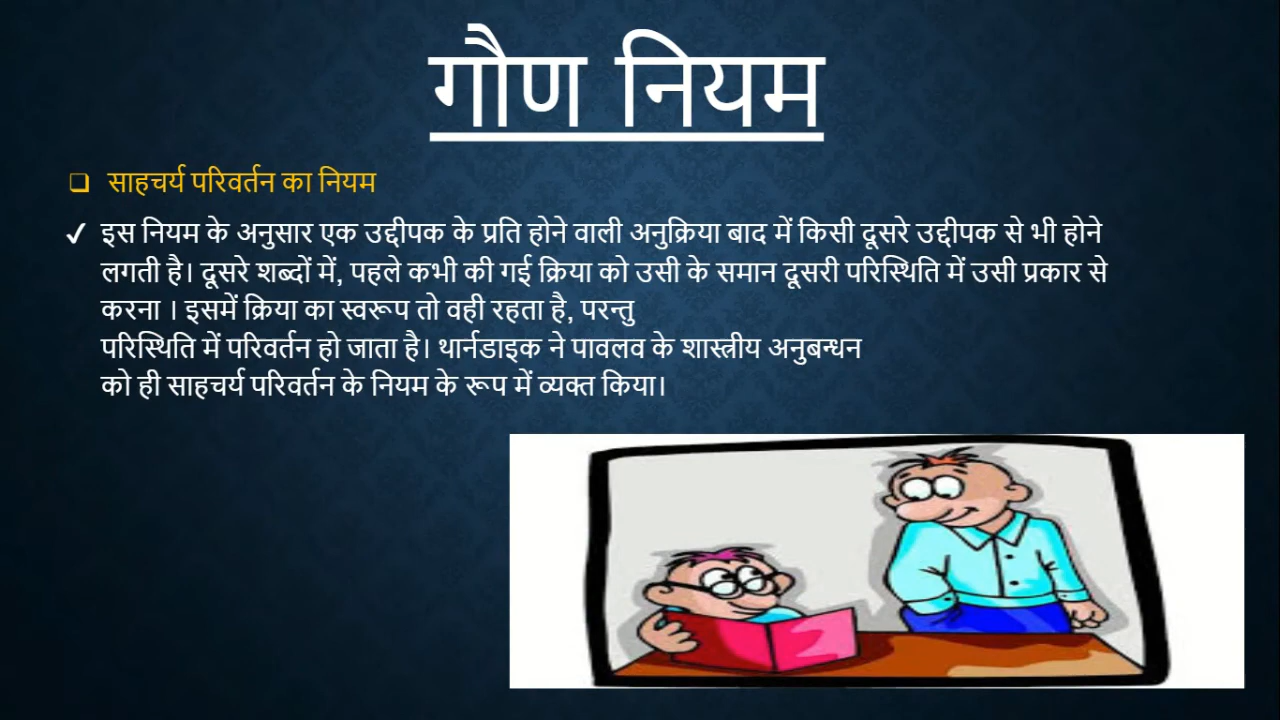 गौण नियम
❑ साहचर्य परिवर्तन का नियम
✓ इस नियम के अनुसार एक उद्दीपक के प्रति होने वाली अनुक्रिया बाद में किसी दूसरे उद्दीपक से भी होने
लगती है। दूसरे शब्दों में, पहले कभी की गई क्रिया को उसी के समान दूसरी परिस्थिति में उसी प्रकार से
करना । इसमें क्रिया का स्वरूप तो वही रहता है, परन्तु
परिस्थिति में परिवर्तन हो जाता है। थार्नडाइक ने पावलव के शास्त्रीय अनुबन्धन
को ही साहचर्य परिवर्तन के नियम के रूप में व्यक्त किया।